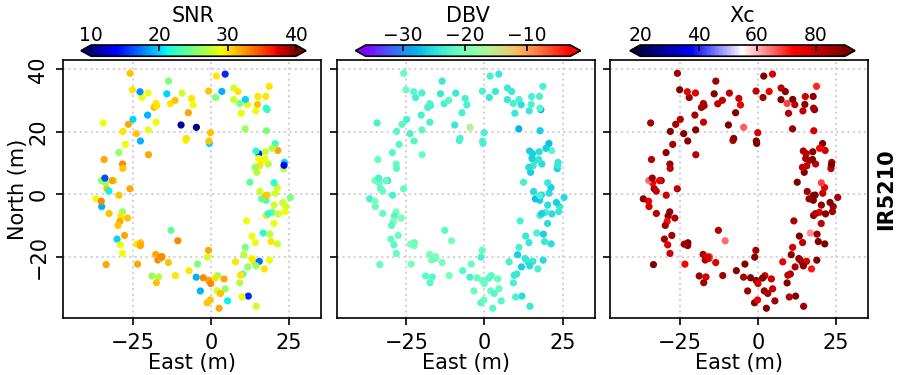 SNR DBV Xc
10 20 30 40 −30 −20 −10 20 40 60 80
40
20
0
−20
North (m)
−25 0 25 −25 0 25 −25 0 25
East (m) East (m) East (m)
IR5210